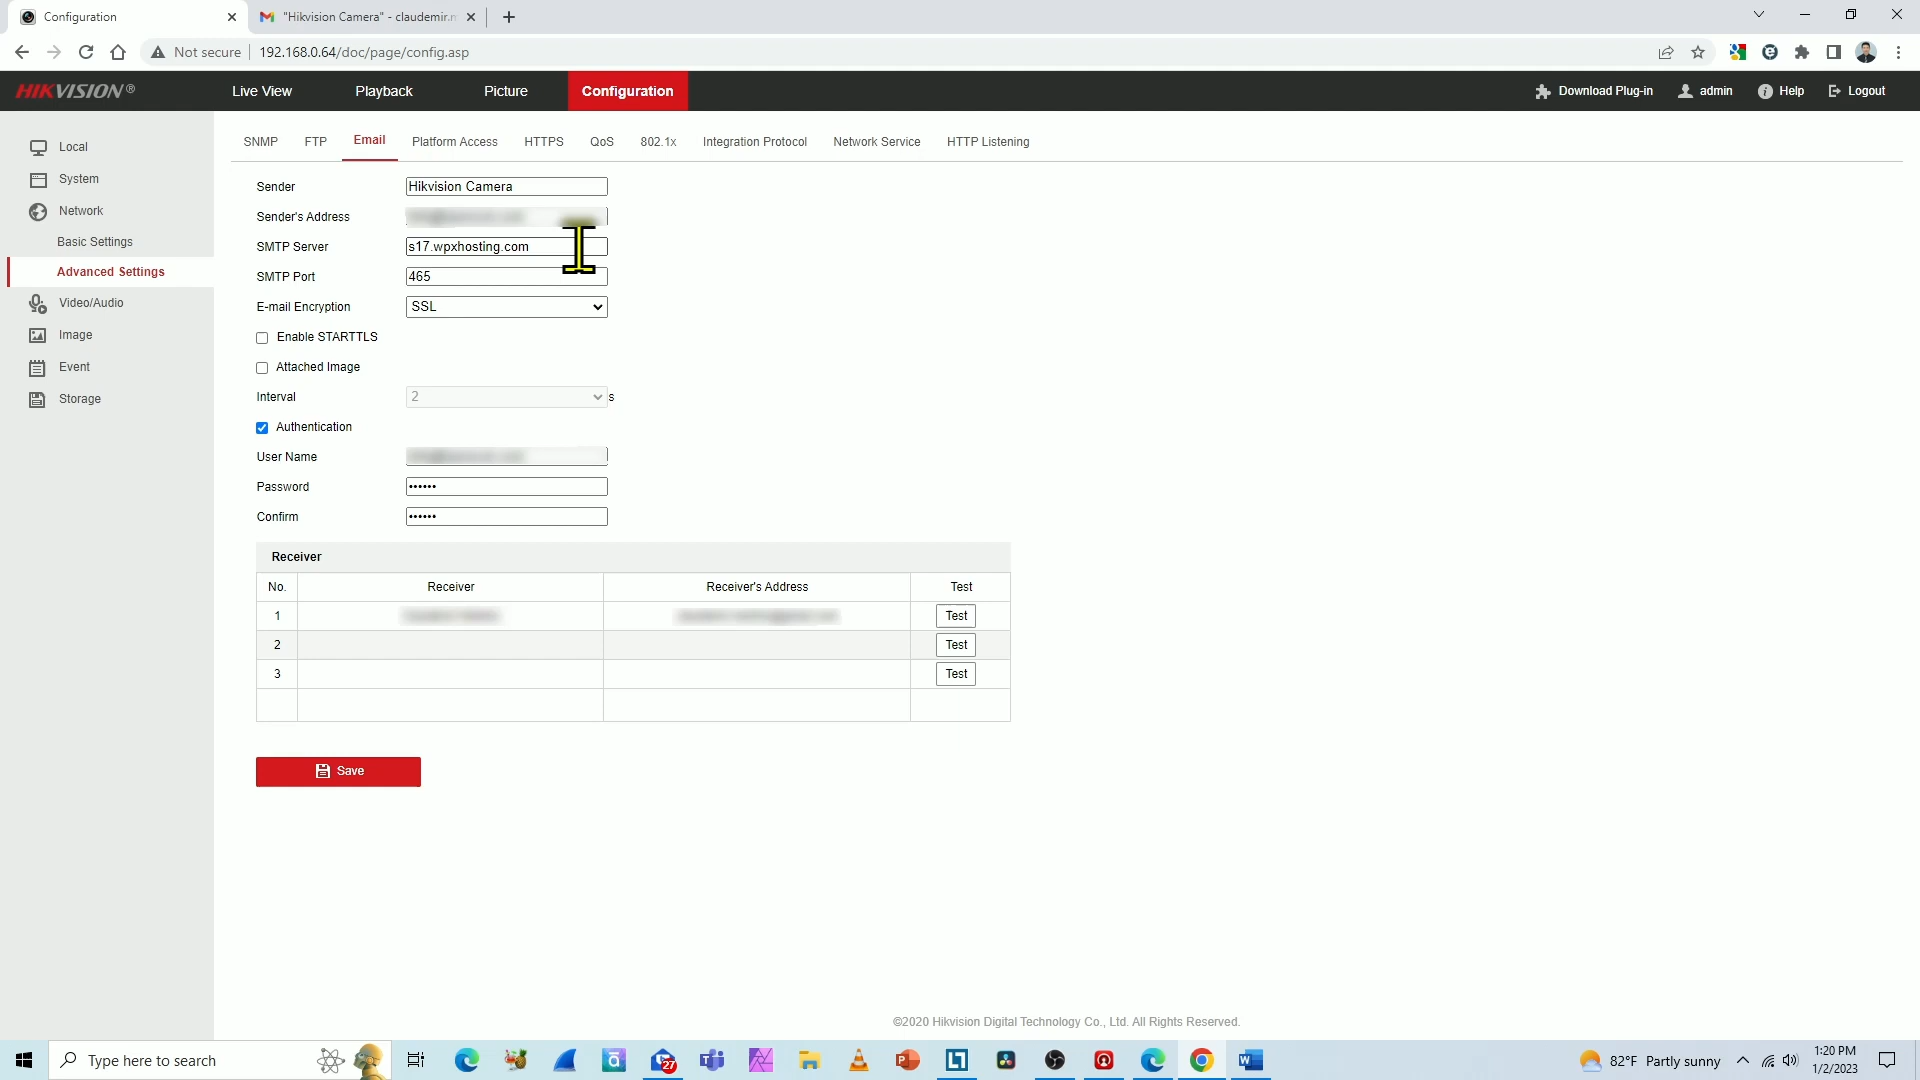 Configuration
"Hikvision Camera" - claudemir.m
Not secure
192.168.0.64/doc/page/config.asp
HIKVISION®
Live View
Playback
Picture
Configuration
Download Plug-in
admin
Help
Logout
Local
System
Network
Basic Settings
Advanced Settings
Video/Audio
Image
Event
Storage
SNMP
FTP
Email
Platform Access
HTTPS
QoS
802.1x
Integration Protocol
Network Service
HTTP Listening
Sender
Hikvision Camera
Sender's Address
SMTP Server
s17.wpxhosting.com
SMTP Port
465
E-mail Encryption
SSL
Enable STARTTLS
Attached Image
Interval
2
s
Authentication
User Name
Password
••••••
Confirm
••••••
Receiver
No.
Receiver
Receiver's Address
Test
1
Test
2
Test
3
Test
Save
©2020 Hikvision Digital Technology Co., Ltd. All Rights Reserved.
Type here to search
27
82°F Partly sunny
1:20 PM
1/2/2023